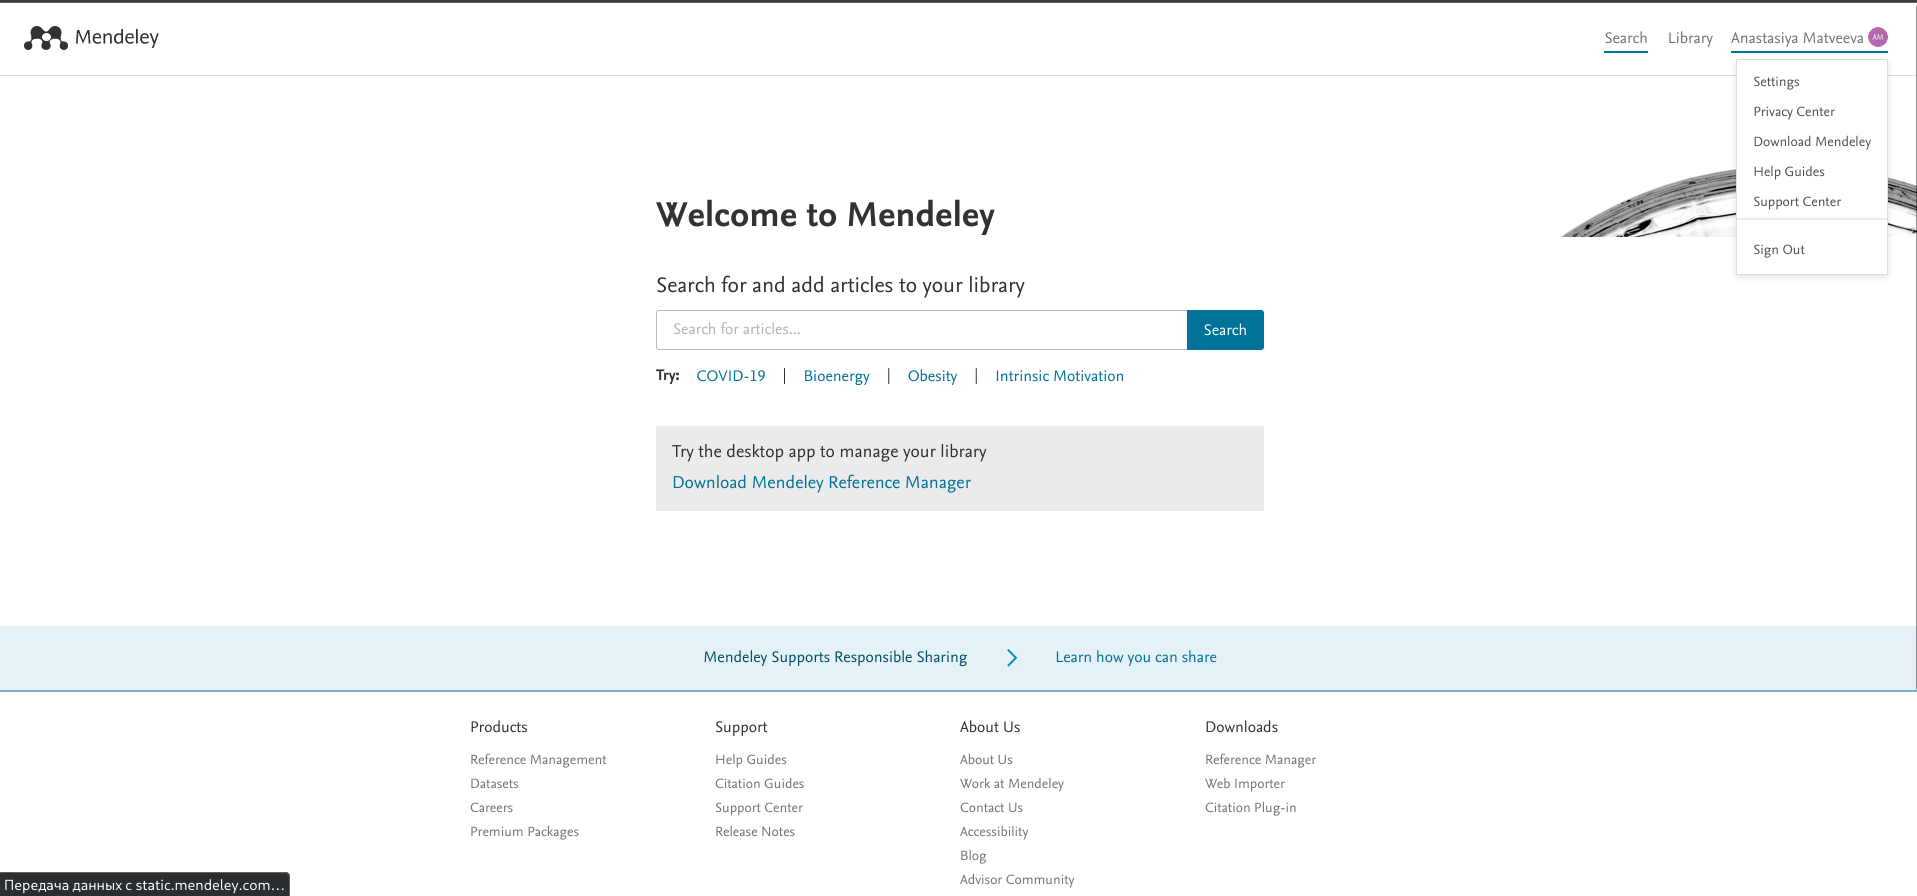 Mendeley
Search Library Anastasiya Matveeva AM
Settings
Privacy Center
Download Mendeley
Help Guides
Support Center
Sign Out
Welcome to Mendeley
Search for and add articles to your library
Search for articles... Search
Try: COVID-19 | Bioenergy | Obesity | Intrinsic Motivation
Try the desktop app to manage your library
Download Mendeley Reference Manager
Mendeley Supports Responsible Sharing Learn how you can share
Products
Reference Management
Datasets
Careers
Premium Packages
Support
Help Guides
Citation Guides
Support Center
Release Notes
About Us
About Us
Work at Mendeley
Contact Us
Accessibility
Blog
Advisor Community
Downloads
Reference Manager
Web Importer
Citation Plug-in
Передача данных с static.mendeley.com…